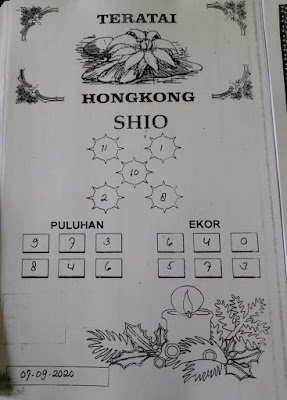 TERATAI
HONGKONG
SHIO
11 1
10
2 8
PULUHAN EKOR
9 7 3 6 4 0
8 4 6 5 7 3
07-09-2020